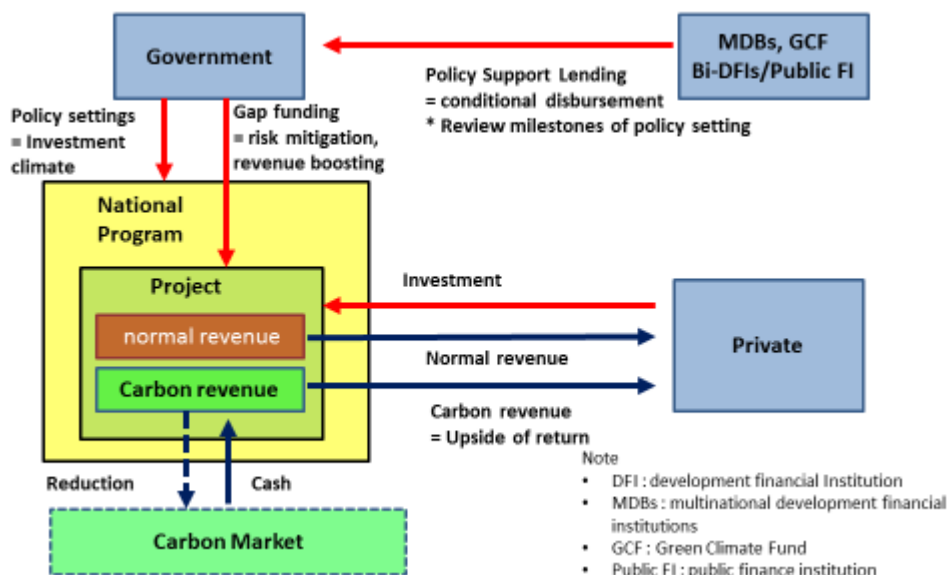 Government
MDBs, GCF
Bi-DFIs/Public FI
Policy Support Lending
= conditional disbursement
* Review milestones of policy setting
Policy settings
= Investment
climate
Gap funding
= risk mitigation,
revenue boosting
National
Program
Project
normal revenue
Carbon revenue
Investment
Normal revenue
Carbon revenue
= Upside of return
Private
Reduction
Cash
Carbon Market
Note
• DFI : development financial Institution
• MDBs : multinational development financial
institutions
• GCF : Green Climate Fund
• Public FI : public finance institution